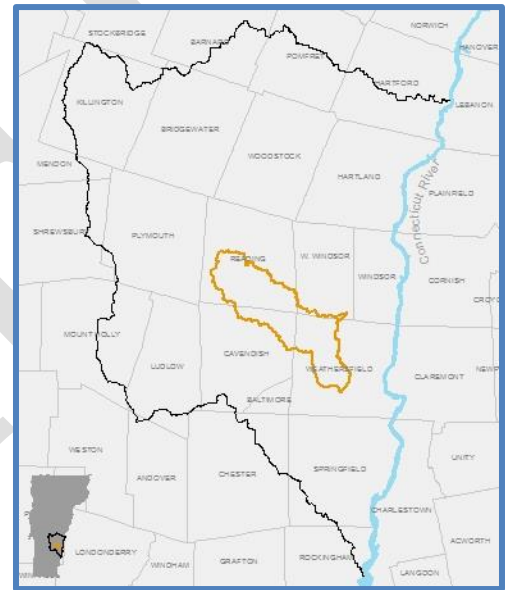 NORWICH
STOCKBRIDGE
BARNARD
HANOVER
POMFRET
HARTFORD
KILLINGTON
LEBANON
BRIDGEWATER
WOODSTOCK
MENDON
HARTLAND
PLAINFIELD
Connecticut River
SHREWSBURY
PLYMOUTH
READING
W. WINDSOR
WINDSOR
CORNISH
CROY
MOUNT HOLLY
CAVENDISH
LUDLOW
WEATHERSFIELD
CLAREMONT
NEWP
BALTIMORE
WESTON
UNITY
ANDOVER
CHESTER
SPRINGFIELD
CHARLESTOWN
ACWORTH
LONDONDERRY
WINDHAM
GRAFTON
ROCKINGHAM
LANGDON